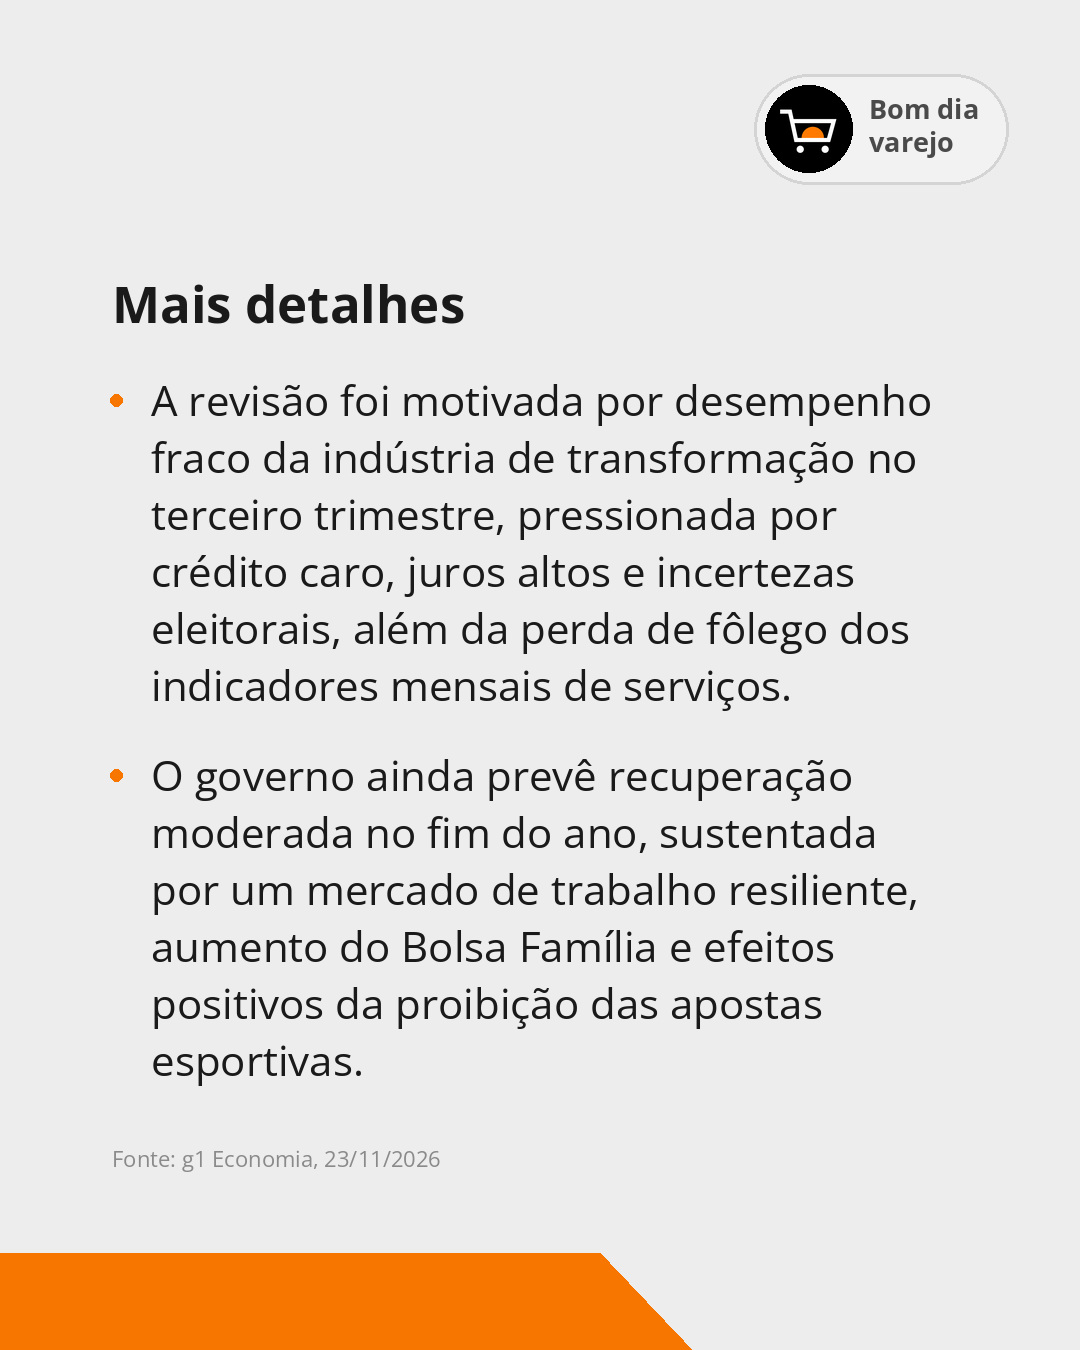 Bom dia
varejo
Mais detalhes
• A revisão foi motivada por desempenho
fraco da indústria de transformação no
terceiro trimestre, pressionada por
crédito caro, juros altos e incertezas
eleitorais, além da perda de fôlego dos
indicadores mensais de serviços.
• O governo ainda prevê recuperação
moderada no fim do ano, sustentada
por um mercado de trabalho resiliente,
aumento do Bolsa Família e efeitos
positivos da proibição das apostas
esportivas.
Fonte: g1 Economia, 23/11/2026